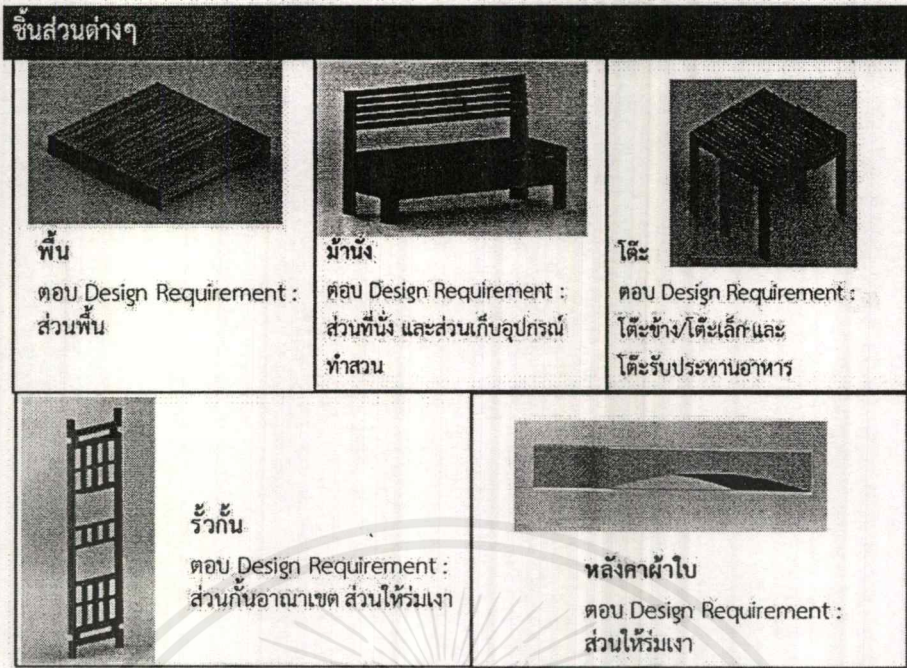 ชิ้นส่วนต่างๆ
พื้น
ตอบ Design Requirement :
ส่วนพื้น
ม้านั่ง
ตอบ Design Requirement :
ส่วนที่นั่ง และส่วนเก็บอุปกรณ์
ทำสวน
โต๊ะ
ตอบ Design Requirement :
โต๊ะข้าง/โต๊ะเล็ก และ
โต๊ะรับประทานอาหาร
รั้วกั้น
ตอบ Design Requirement :
ส่วนกั้นอาณาเขต ส่วนให้ร่มเงา
หลังคาผ้าใบ
ตอบ Design Requirement :
ส่วนให้ร่มเงา